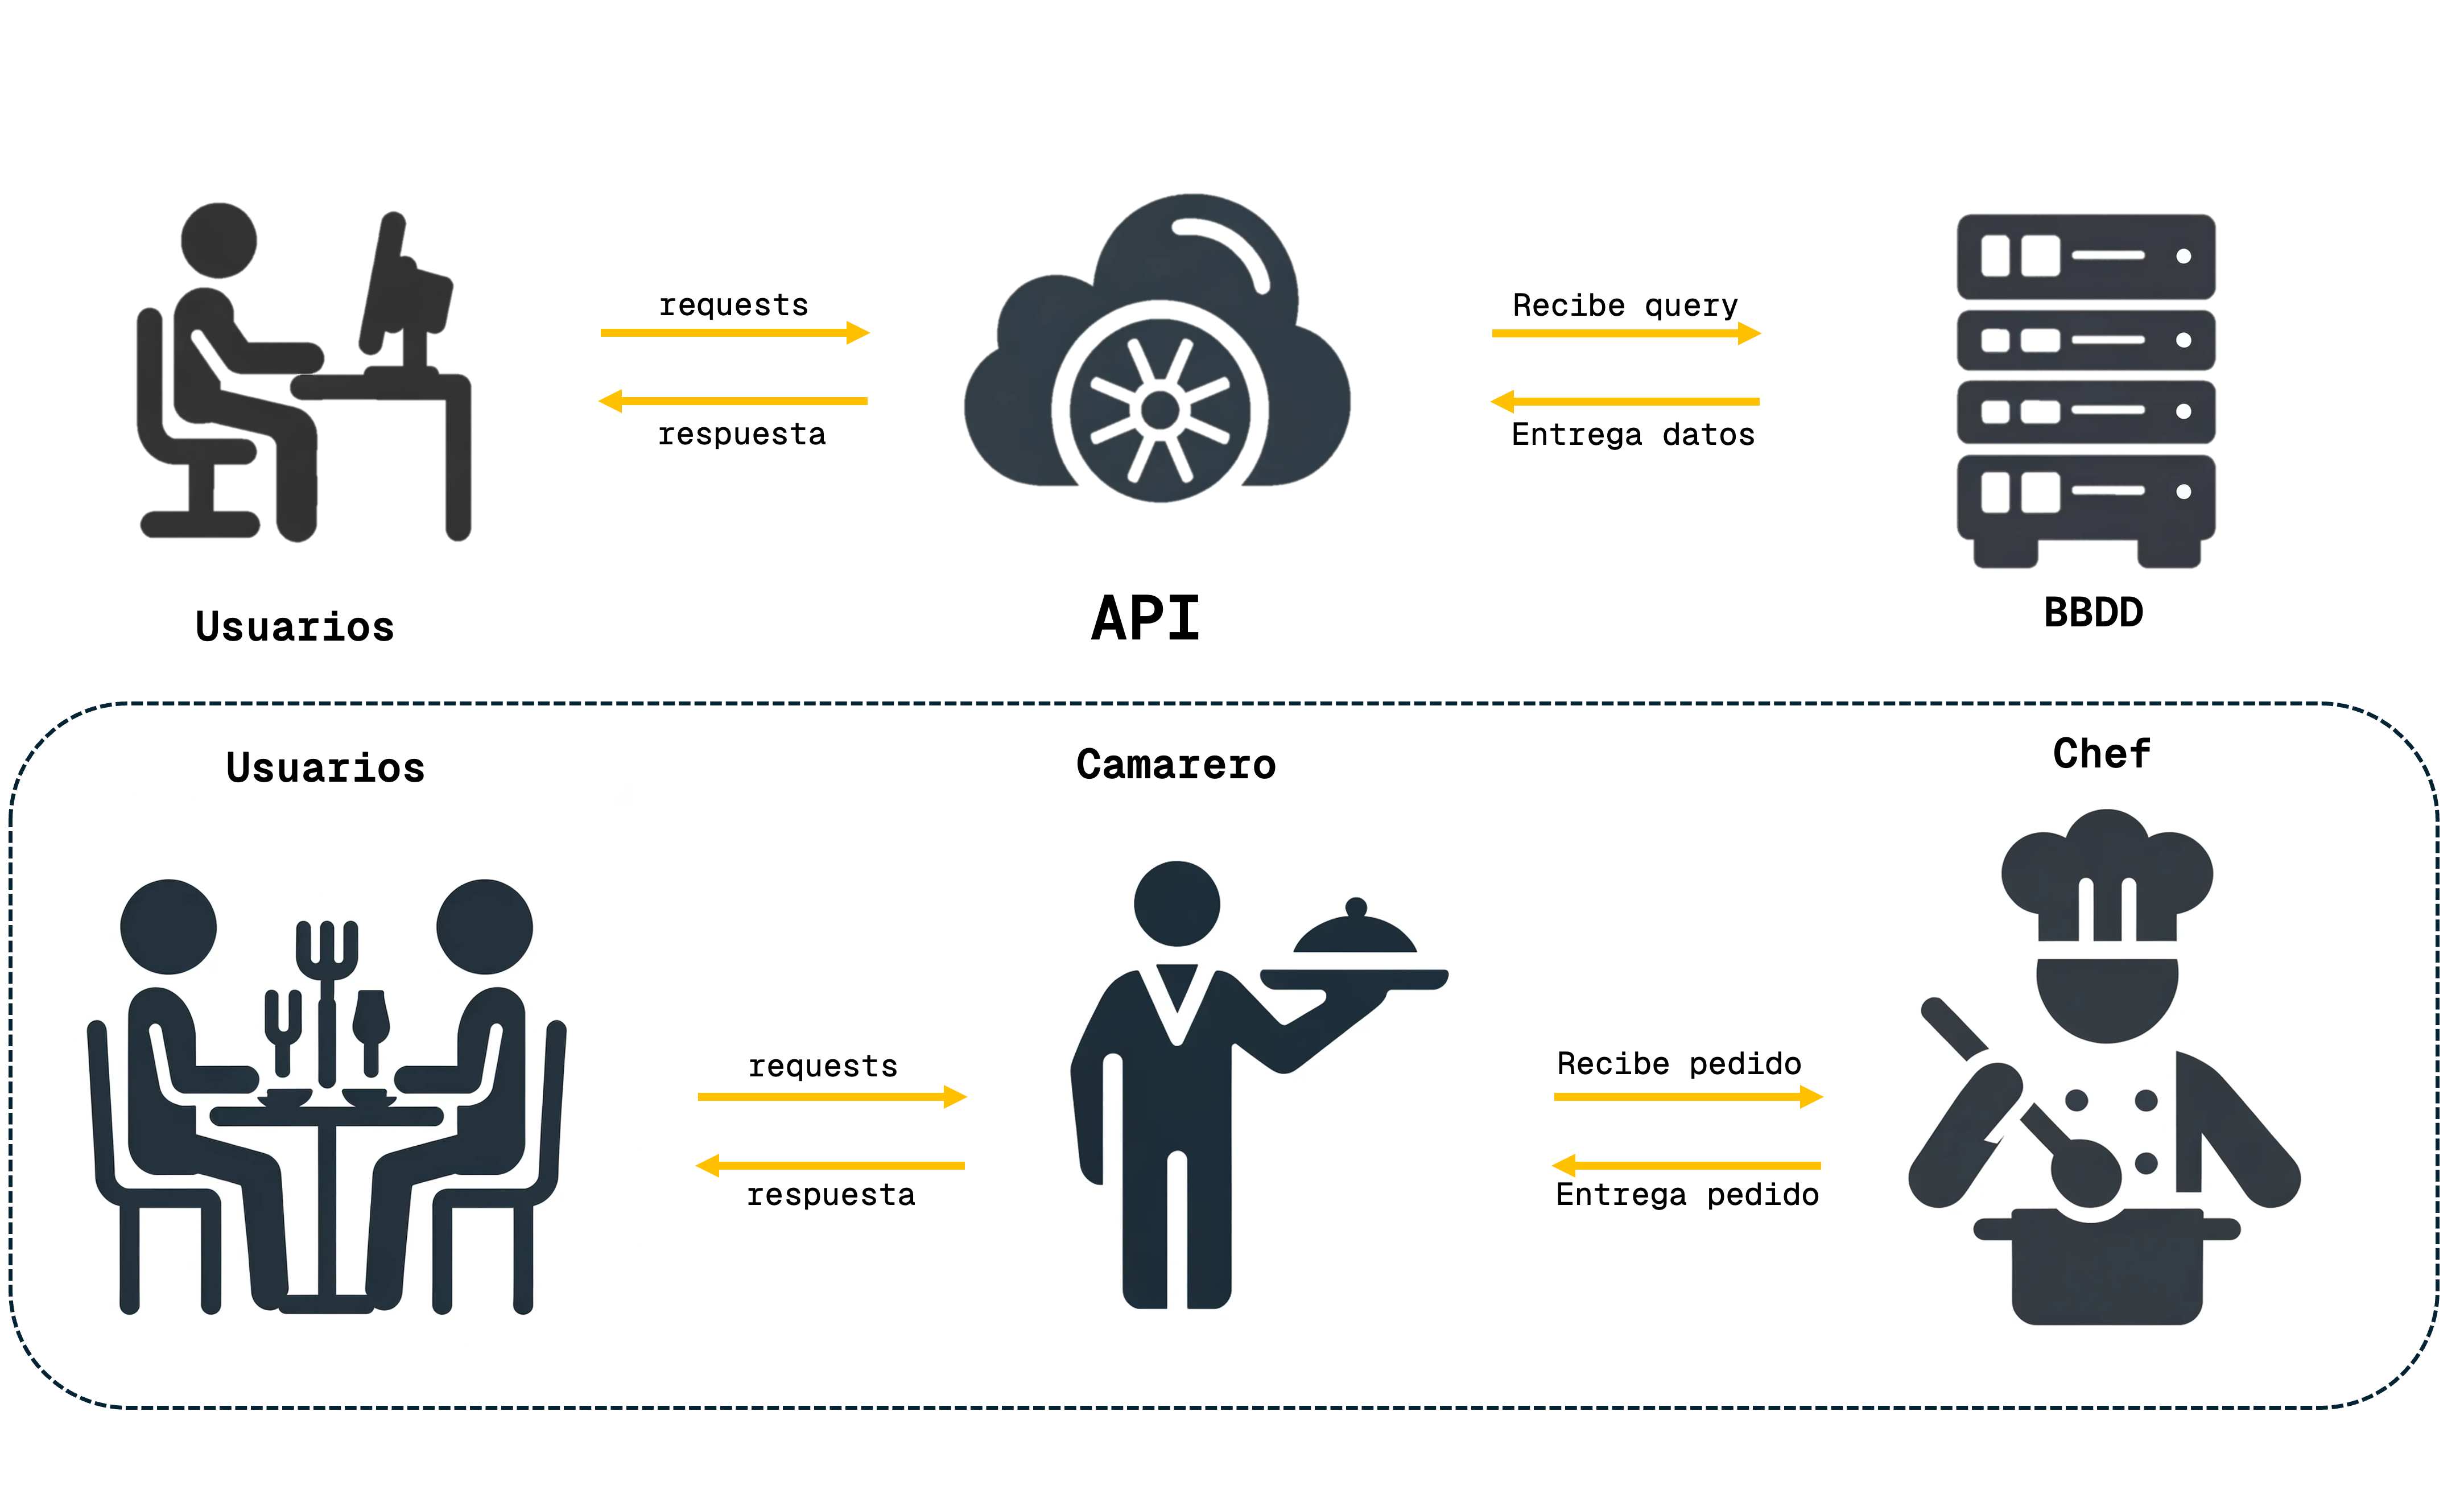 requests
Recibe query
respuesta
Entrega datos
Usuarios
API
BBDD
Usuarios
Camarero
Chef
requests
Recibe pedido
respuesta
Entrega pedido